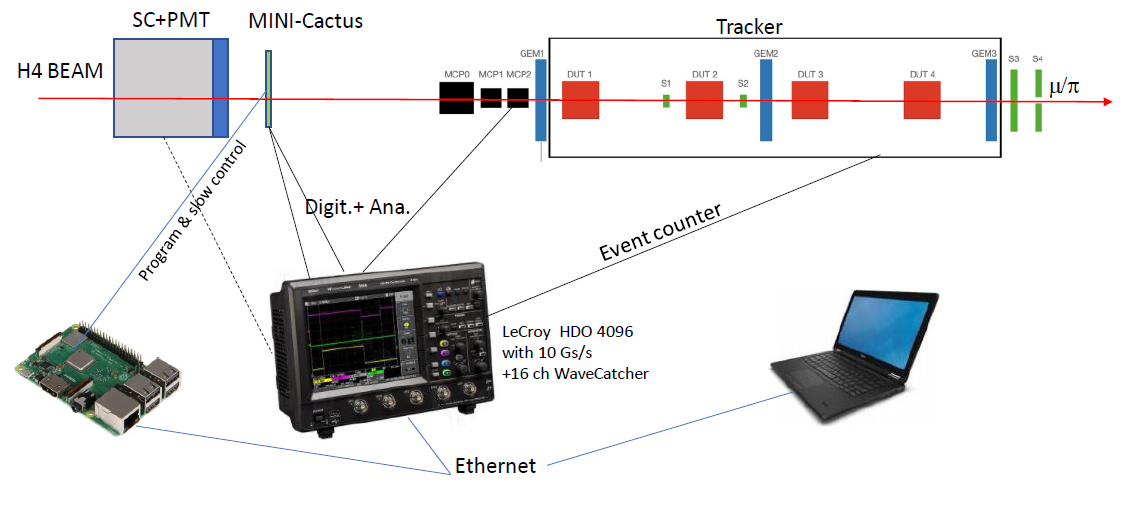 SC+PMT
MINI-Cactus
Tracker
H4 BEAM
GEM1
GEM2
GEM3
MCP0
MCP1
MCP2
DUT 1
S1
DUT 2
S2
DUT 3
DUT 4
S3
S4
μ/π
Program & slow control
Digit.+ Ana.
Event counter
LeCroy HDO 4096
with 10 Gs/s
+16 ch WaveCatcher
Ethernet